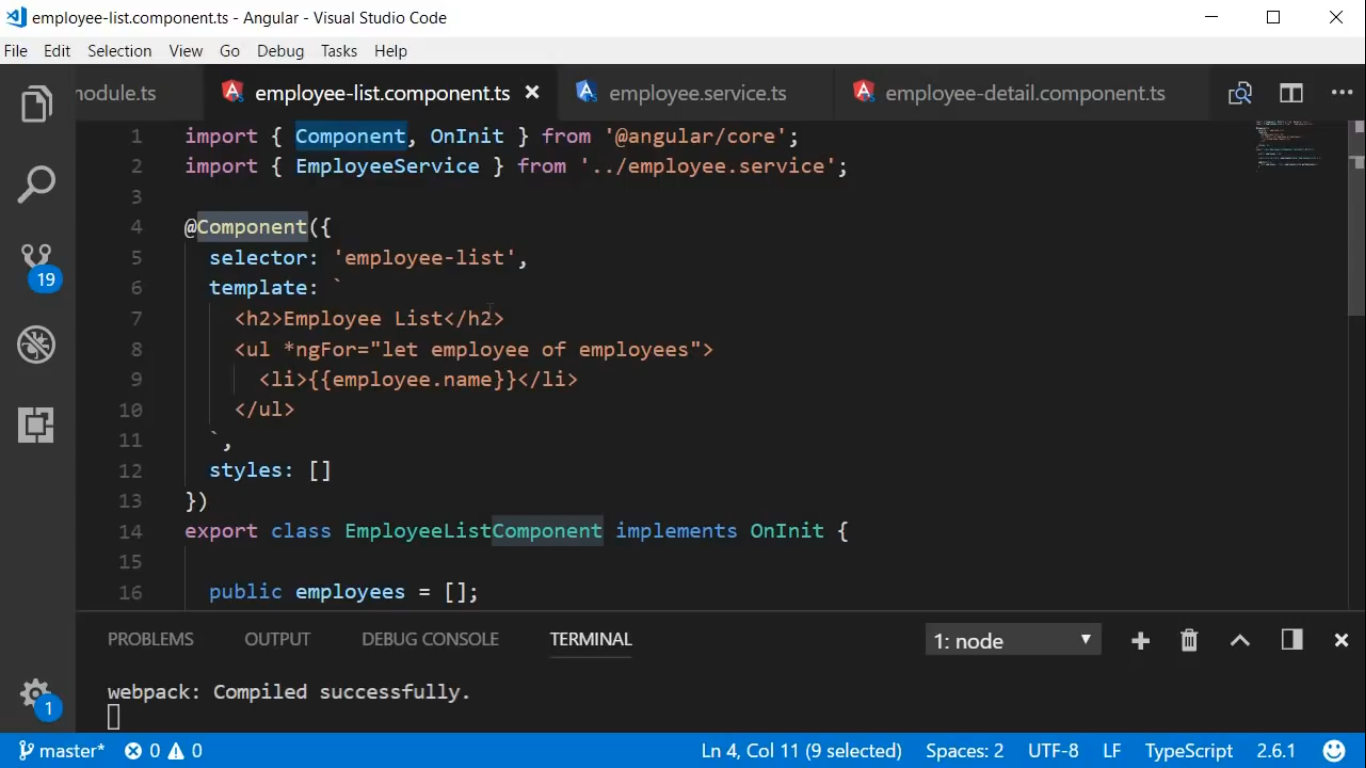 employee-list.component.ts - Angular - Visual Studio Code
File Edit Selection View Go Debug Tasks Help
employee-list.component.ts employee.service.ts employee-detail.component.ts
1 import { Component, OnInit } from '@angular/core';
2 import { EmployeeService } from '../employee.service';
3
4 @Component({
5 selector: 'employee-list',
6 template: `
7 <h2>Employee List</h2>
8 <ul *ngFor="let employee of employees">
9 <li>{{employee.name}}</li>
10 </ul>
11 `,
12 styles: []
13 })
14 export class EmployeeListComponent implements OnInit {
15
16 public employees = [];
19
1
PROBLEMS OUTPUT DEBUG CONSOLE TERMINAL 1: node
webpack: Compiled successfully.
master* 0 0 Ln 4, Col 11 (9 selected) Spaces: 2 UTF-8 LF TypeScript 2.6.1